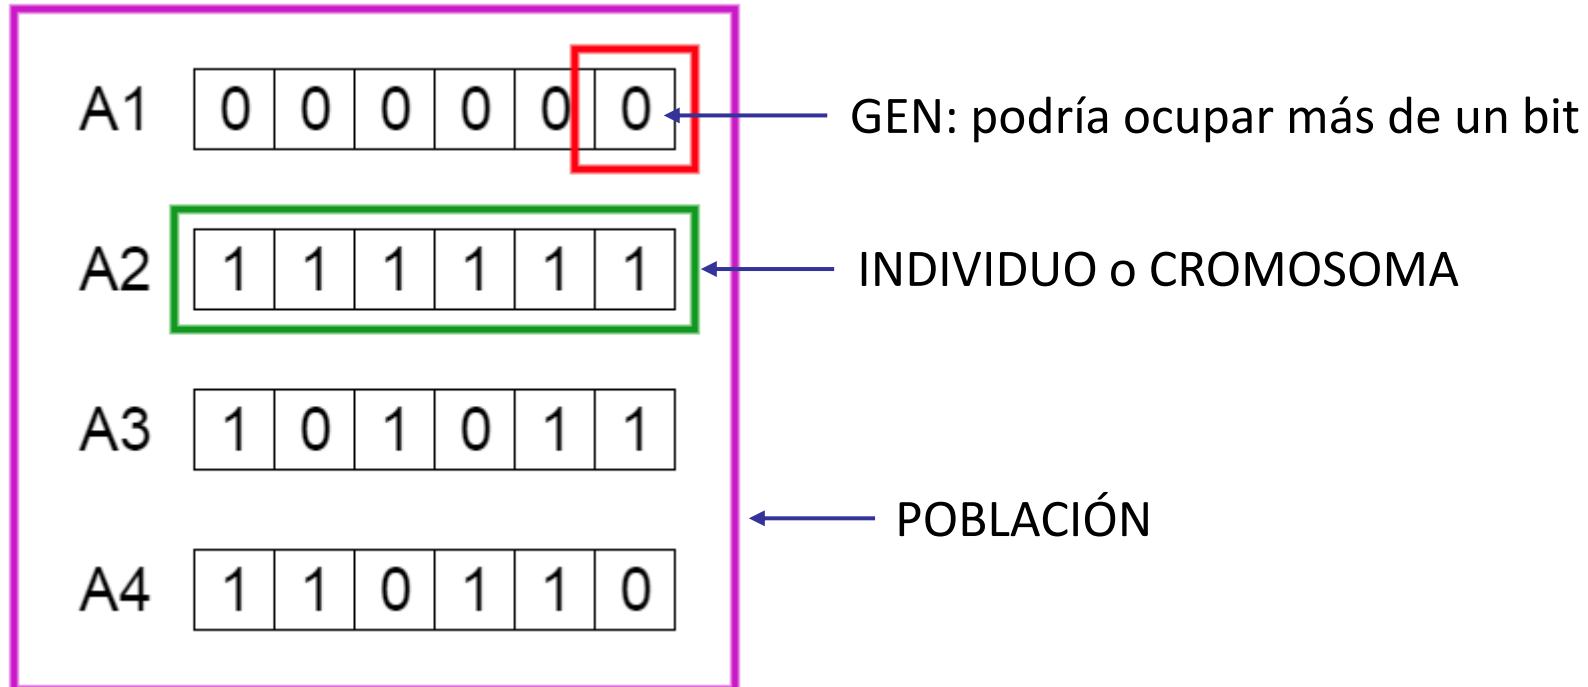 A1 0 0 0 0 0 0 GEN: podría ocupar más de un bit
A2 1 1 1 1 1 1 INDIVIDUO o CROMOSOMA
A3 1 0 1 0 1 1
POBLACIÓN
A4 1 1 0 1 1 0